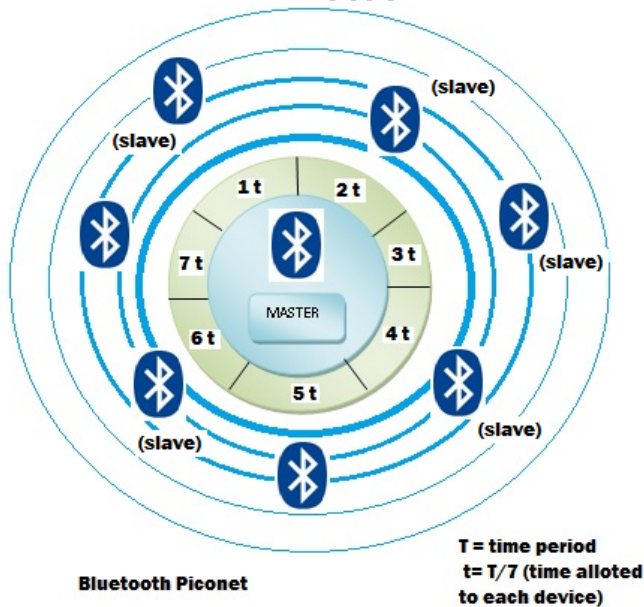 (slave)
(slave)
1 t
2 t
7 t
3 t
(slave)
MASTER
6 t
4 t
5 t
(slave)
(slave)
T = time period
t= T/7 (time alloted
to each device)
Bluetooth Piconet